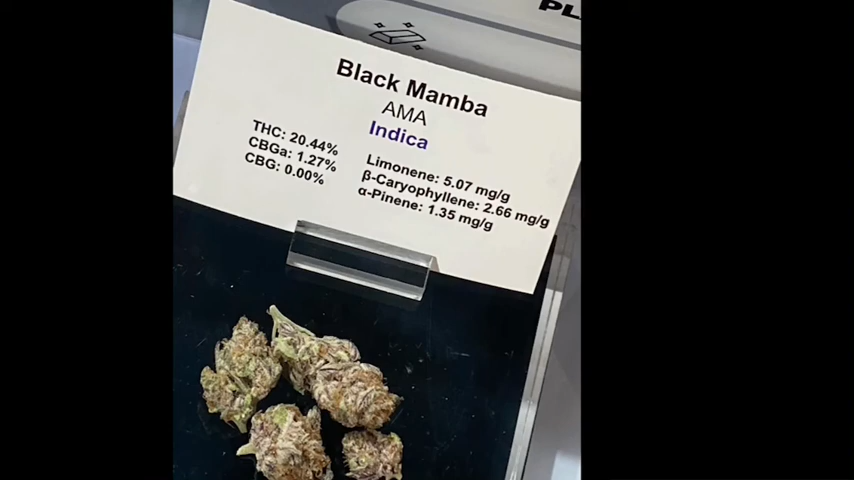 PL
Black Mamba
AMA
Indica
THC: 20.44%
CBGa: 1.27%
CBG: 0.00%
Limonene: 5.07 mg/g
β-Caryophyllene: 2.66 mg/g
α-Pinene: 1.35 mg/g